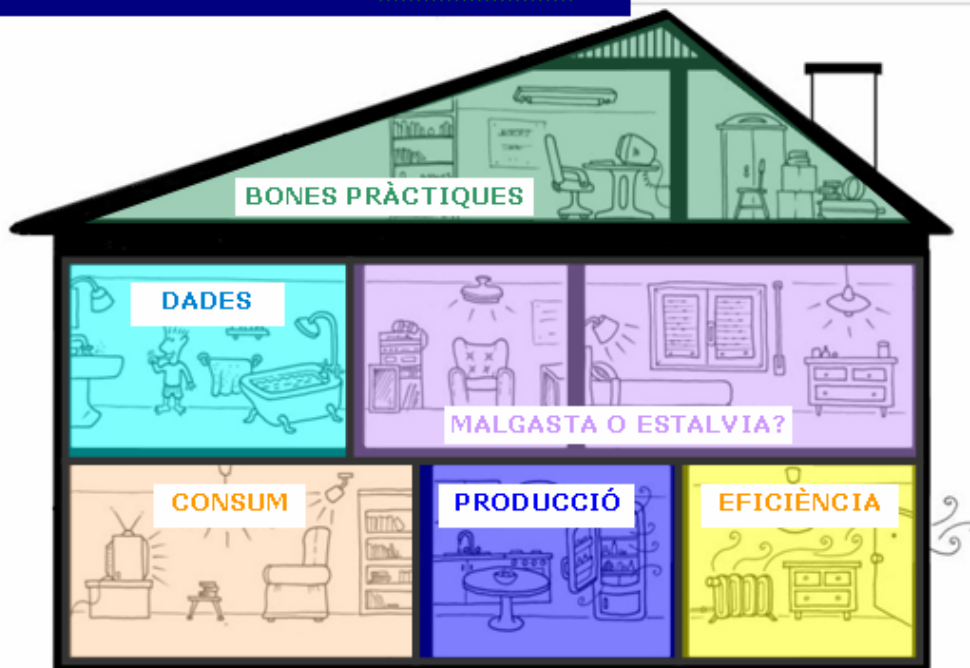 BONES PRÀCTIQUES
DADES
MALGASTA O ESTALVIA?
CONSUM
PRODUCCIÓ
EFICIÈNCIA